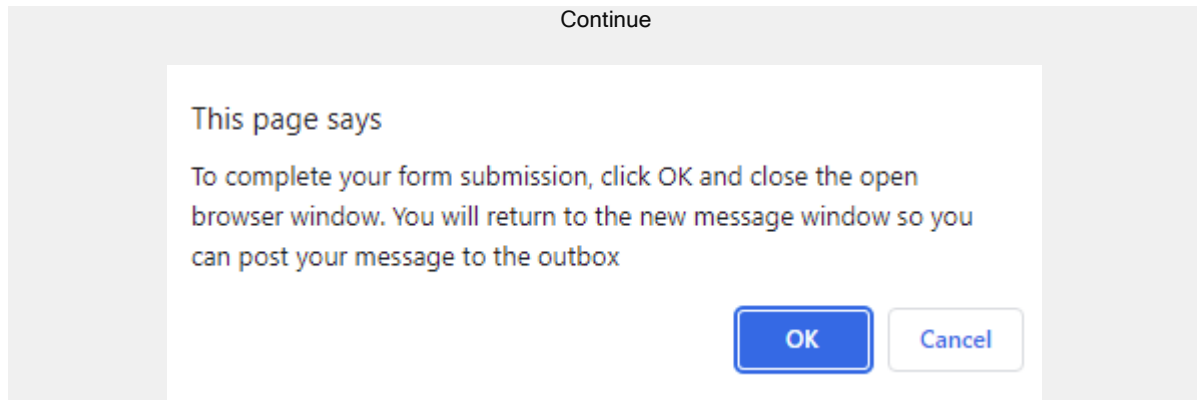 Continue
This page says
To complete your form submission, click OK and close the open
browser window. You will return to the new message window so you
can post your message to the outbox
OK
Cancel